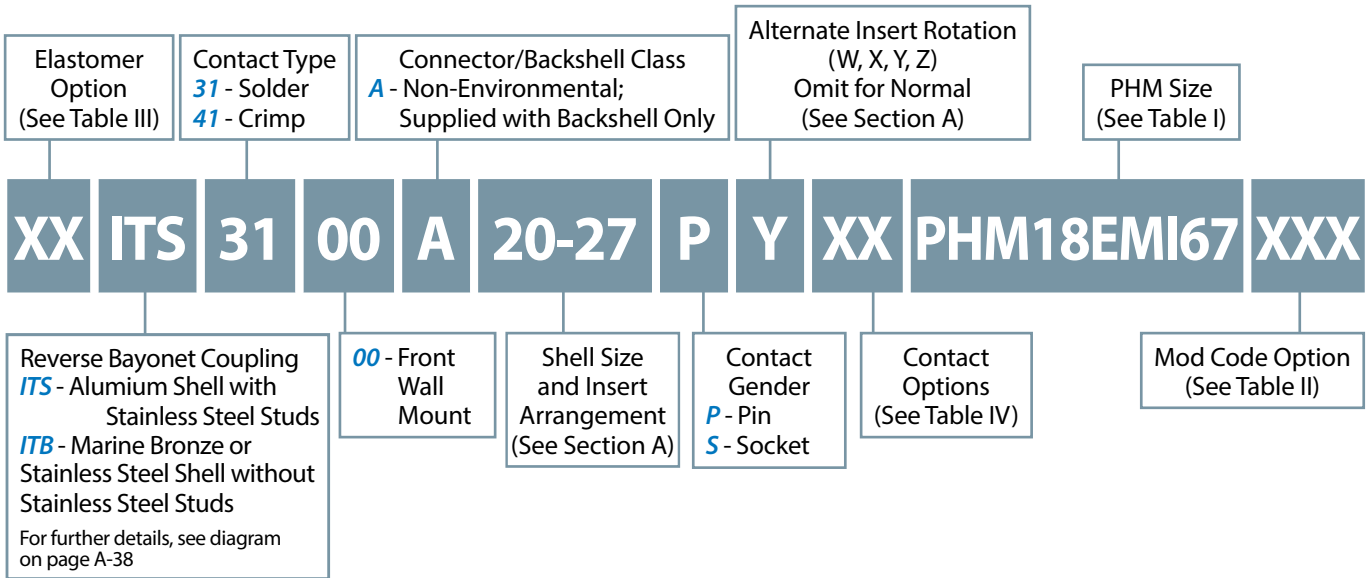 Elastomer
Option
(See Table III)
Contact Type
31 - Solder
41 - Crimp
Connector/Backshell Class
A - Non-Environmental;
Supplied with Backshell Only
Alternate Insert Rotation
(W, X, Y, Z)
Omit for Normal
(See Section A)
PHM Size
(See Table I)
XX ITS 31 00 A 20-27 P Y XX PHM18EMI67 XXX
Reverse Bayonet Coupling
ITS - Alumium Shell with
Stainless Steel Studs
ITB - Marine Bronze or
Stainless Steel Shell without
Stainless Steel Studs
For further details, see diagram
on page A-38
00 - Front
Wall
Mount
Shell Size
and Insert
Arrangement
(See Section A)
Contact
Gender
P - Pin
S - Socket
Contact
Options
(See Table IV)
Mod Code Option
(See Table II)